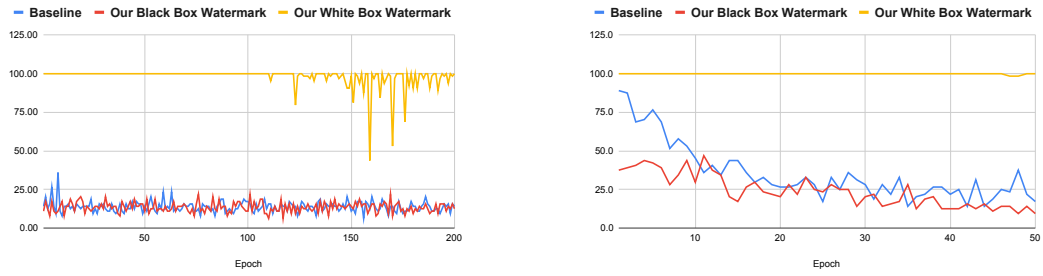 Baseline Our Black Box Watermark Our White Box Watermark
125.00
100.00
75.00
50.00
25.00
0.00
50 100 150 200
Epoch
Baseline Our Black Box Watermark Our White Box Watermark
125.0
100.0
75.0
50.0
25.0
0.0
10 20 30 40 50
Epoch